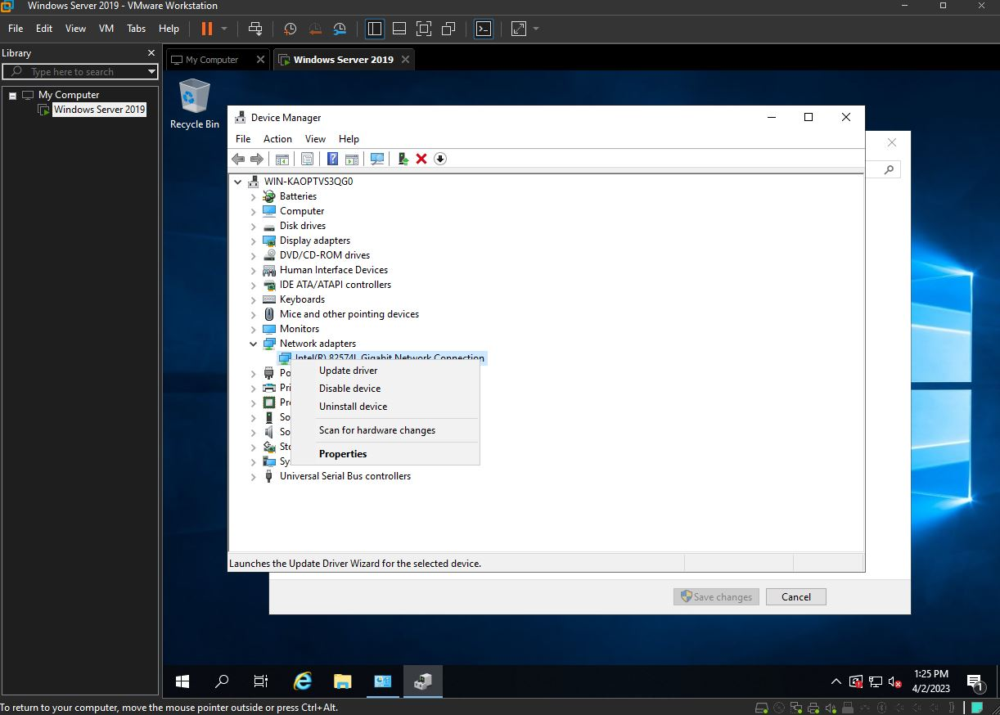 Windows Server 2019 - VMware Workstation
File Edit View VM Tabs Help
Library
Type here to search
My Computer
Windows Server 2019
My Computer
Windows Server 2019
Recycle Bin
Device Manager
File Action View Help
WIN-KAOPTVS3QG0
Batteries
Computer
Disk drives
Display adapters
DVD/CD-ROM drives
Human Interface Devices
IDE ATA/ATAPI controllers
Keyboards
Mice and other pointing devices
Monitors
Network adapters
Intel(R) 82574L Gigabit Network Connection
Po
Pri
Pr
So
So
Sto
Sy
Universal Serial Bus controllers
Update driver
Disable device
Uninstall device
Scan for hardware changes
Properties
Launches the Update Driver Wizard for the selected device.
Save changes Cancel
1:25 PM
4/2/2023
1
To return to your computer, move the mouse pointer outside or press Ctrl+Alt.